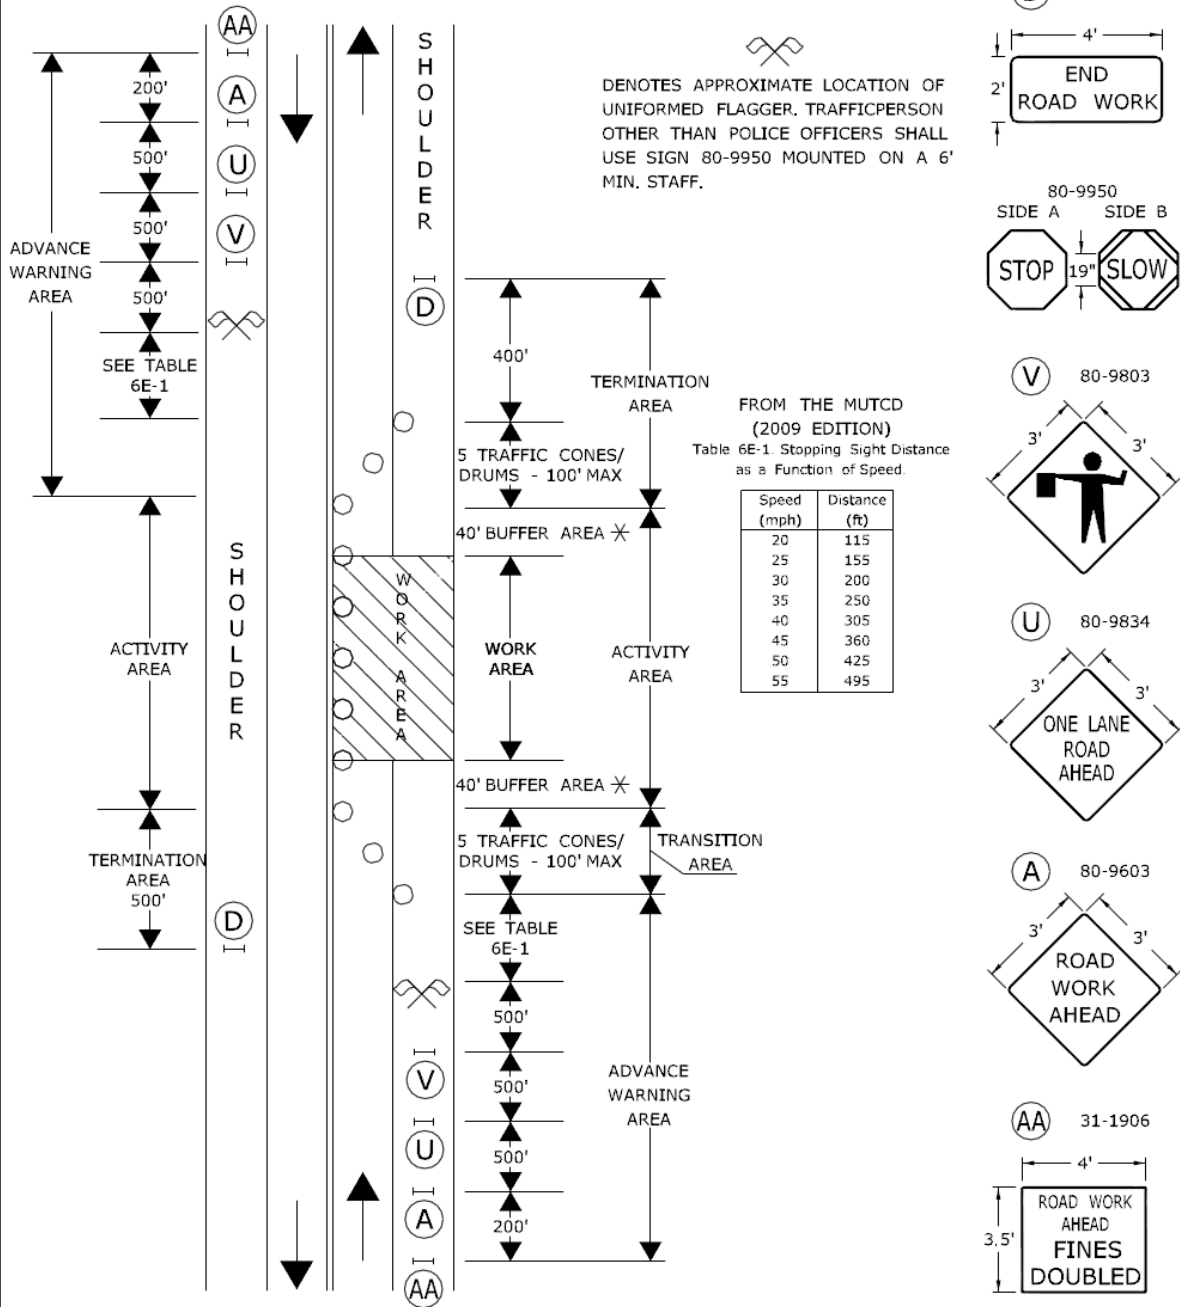 AA
200'
A
500'
U
500'
V
500'
ADVANCE
WARNING
AREA
SEE TABLE
6E-1
SHOULDER
ACTIVITY
AREA
TERMINATION
AREA
500'
D
SHOULDER
SHOULDER
D
400'
TERMINATION
AREA
5 TRAFFIC CONES/
DRUMS - 100' MAX
40' BUFFER AREA *
WORK AREA
WORK
AREA
ACTIVITY
AREA
40' BUFFER AREA *
5 TRAFFIC CONES/
DRUMS - 100' MAX
TRANSITION
AREA
SEE TABLE
6E-1
500'
V
500'
U
500'
A
200'
AA
ADVANCE
WARNING
AREA
DENOTES APPROXIMATE LOCATION OF
UNIFORMED FLAGGER. TRAFFICPERSON
OTHER THAN POLICE OFFICERS SHALL
USE SIGN 80-9950 MOUNTED ON A 6'
MIN. STAFF.
FROM THE MUTCD
(2009 EDITION)
Table 6E-1. Stopping Sight Distance
as a Function of Speed.
Speed Distance
(mph) (ft)
20 115
25 155
30 200
35 250
40 305
45 360
50 425
55 495
4'
2'
END
ROAD WORK
80-9950
SIDE A SIDE B
STOP 19" SLOW
V 80-9803
3' 3'
U 80-9834
3' 3'
ONE LANE
ROAD
AHEAD
A 80-9603
3' 3'
ROAD
WORK
AHEAD
AA 31-1906
4'
3.5'
ROAD WORK
AHEAD
FINES
DOUBLED